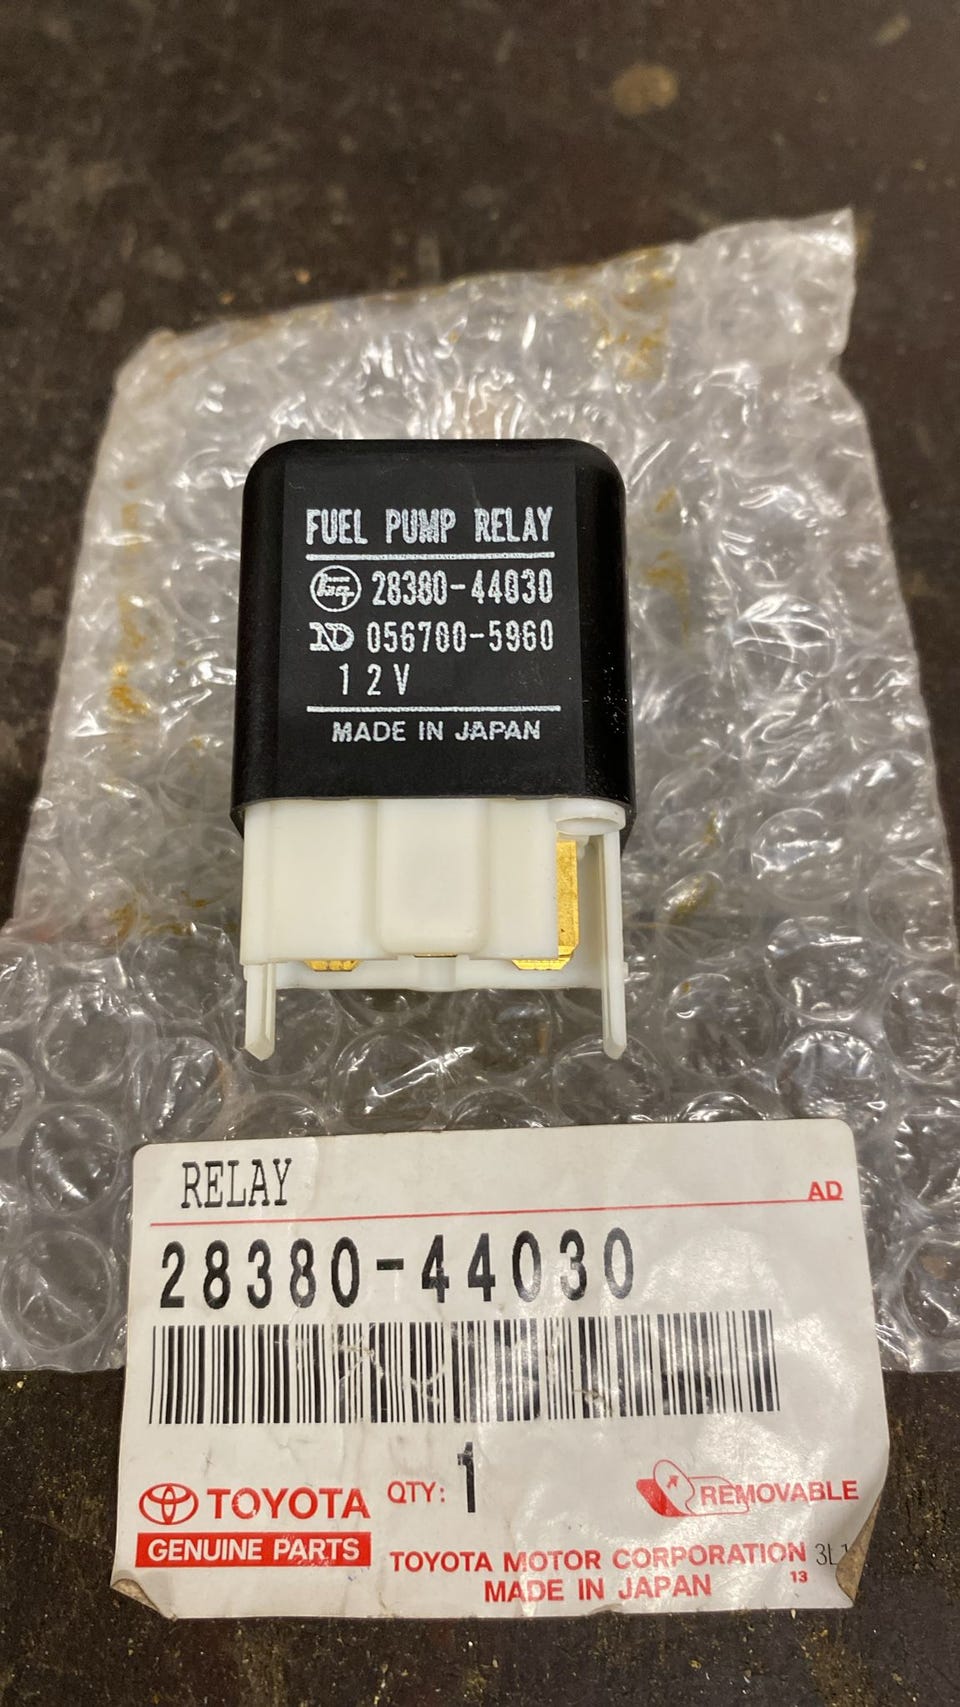 FUEL PUMP RELAY
28380-44030
ND 056700-5960
12V
MADE IN JAPAN
RELAY
AD
28380-44030
TOYOTA QTY: 1 REMOVABLE
GENUINE PARTS
TOYOTA MOTOR CORPORATION
13
MADE IN JAPAN